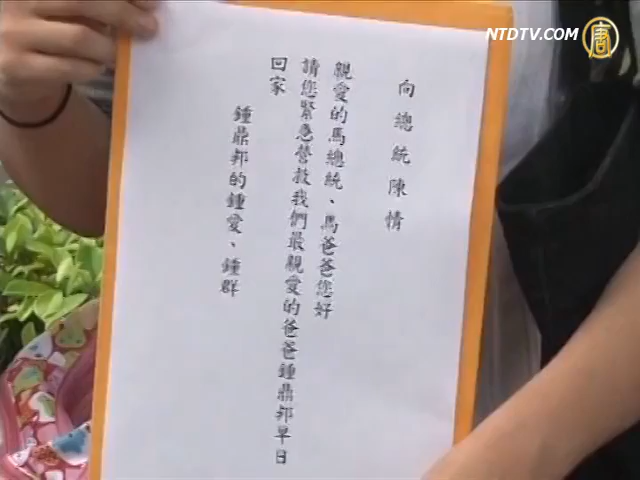 NTDTV.COM
唐
向總統陳情
親愛的馬總統、馬爸爸您好
請您緊急營救我們最親愛的爸爸鍾鼎邦早日
回家
鍾鼎邦的鍾愛、鍾群